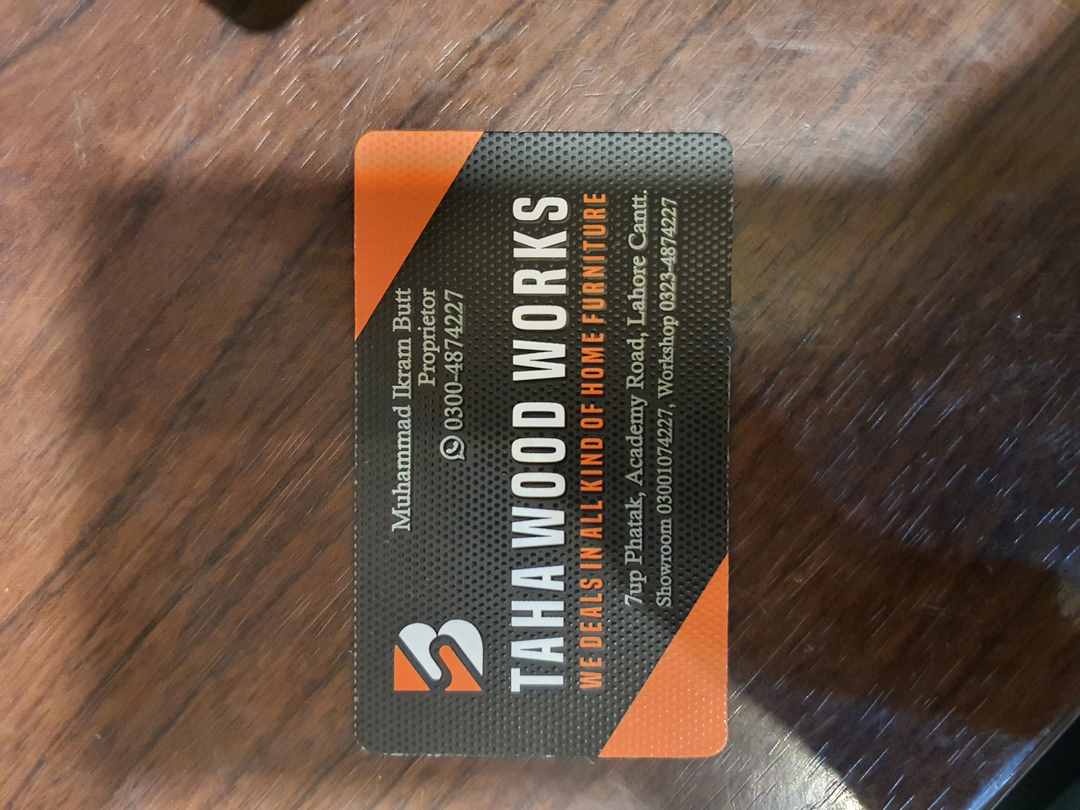 Muhammad Ikram Butt
Proprietor
0300-4874227
TAHA WOOD WORKS
WE DEALS IN ALL KIND OF HOME FURNITURE
7up Phatak, Academy Road, Lahore Cantt.
Showroom 03001074227, Workshop 0323-4874227